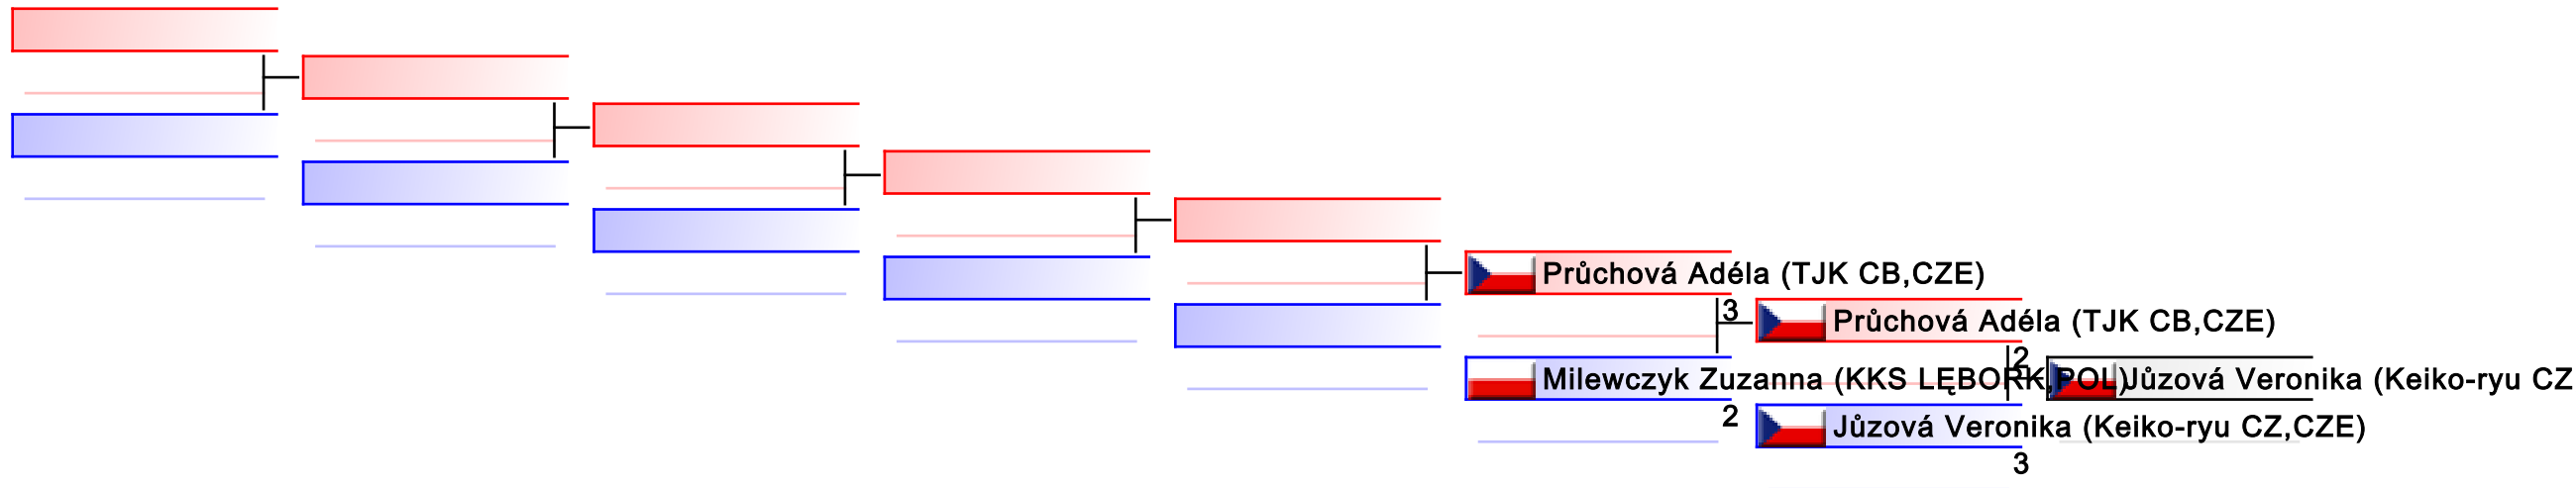 Průchová Adéla (TJK CB,CZE)
3
Průchová Adéla (TJK CB,CZE)
2
Milewczyk Zuzanna (KKS LĘBORK,POL)
Jůzová Veronika (Keiko-ryu CZ
2
Jůzová Veronika (Keiko-ryu CZ,CZE)
3